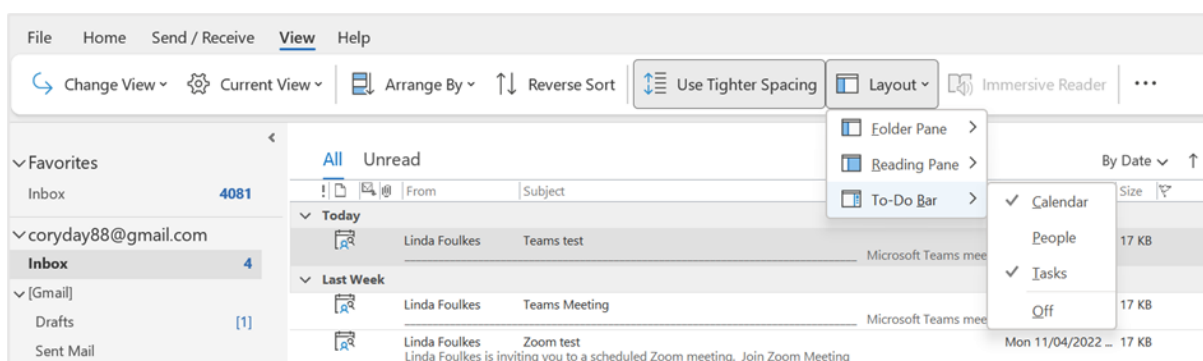 File Home Send / Receive View Help
Change View Current View Arrange By Reverse Sort Use Tighter Spacing Layout Immersive Reader ...
Folder Pane
Reading Pane
To-Do Bar
Calendar
People
Tasks
Off
Favorites
Inbox 4081
coryday88@gmail.com
Inbox 4
[Gmail]
Drafts [1]
Sent Mail
All Unread By Date
! From Subject Size
Today
Linda Foulkes Teams test 17 KB
Microsoft Teams mee
Last Week
Linda Foulkes Teams Meeting 17 KB
Microsoft Teams mee
Linda Foulkes Zoom test Mon 11/04/2022 ... 17 KB
Linda Foulkes is inviting you to a scheduled Zoom meeting. Join Zoom Meeting